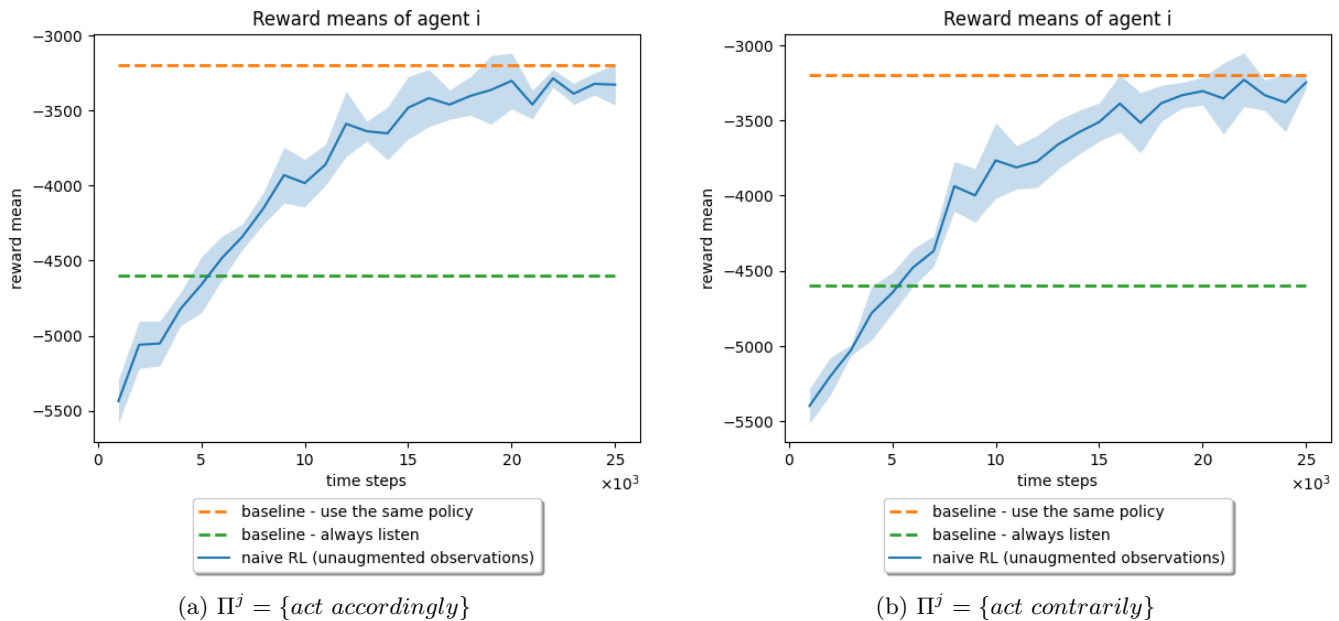 Reward means of agent i
−3000
−3500
−4000
−4500
−5000
−5500
reward mean
0 5 10 15 20 25
time steps
×10³
baseline - use the same policy
baseline - always listen
naive RL (unaugmented observations)
(a) Πʲ = {act accordingly}
Reward means of agent i
−3000
−3500
−4000
−4500
−5000
−5500
reward mean
0 5 10 15 20 25
time steps
×10³
baseline - use the same policy
baseline - always listen
naive RL (unaugmented observations)
(b) Πʲ = {act contrarily}